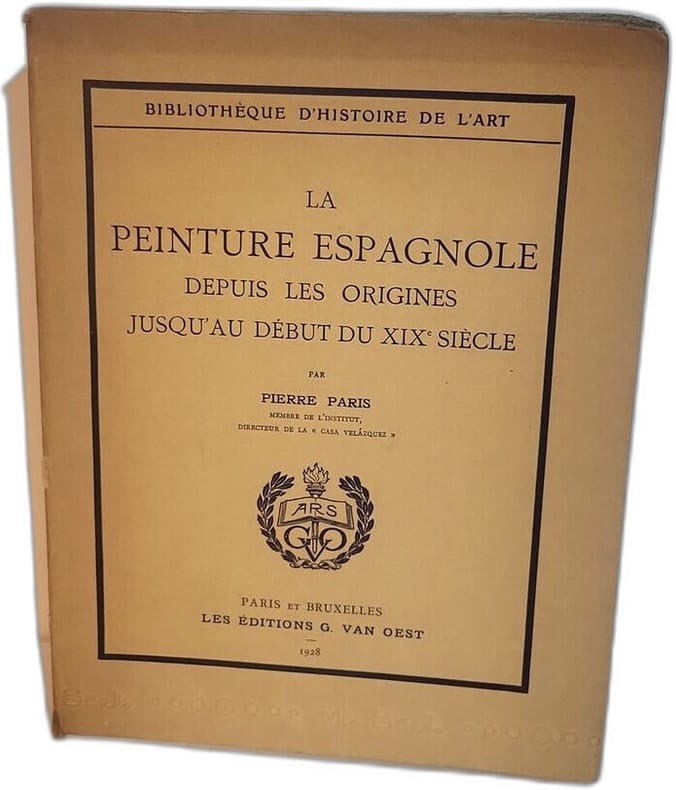 BIBLIOTHÈQUE D'HISTOIRE DE L'ART
LA
PEINTURE ESPAGNOLE
DEPUIS LES ORIGINES
JUSQU'AU DÉBUT DU XIXe SIÈCLE
PAR
PIERRE PARIS
MEMBRE DE L'INSTITUT,
DIRECTEUR DE LA « CASA VELÁZQUEZ »
ARS
GVO
PARIS ET BRUXELLES
LES ÉDITIONS G. VAN OEST
1928